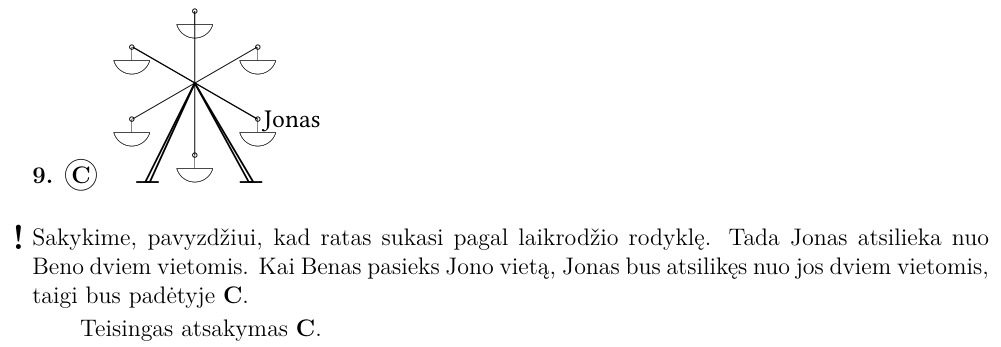 Jonas
9. C
! Sakykime, pavyzdžiui, kad ratas sukasi pagal laikrodžio rodyklę. Tada Jonas atsilieka nuo
Beno dviem vietomis. Kai Benas pasieks Jono vietą, Jonas bus atsilikęs nuo jos dviem vietomis,
taigi bus padėtyje C.
Teisingas atsakymas C.